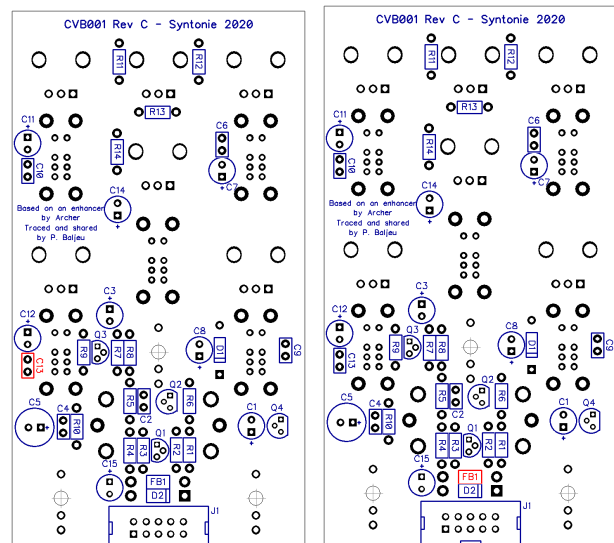 CVB001 Rev C - Syntonie 2020
R11
R12
R13
C11
C6
R14
C10
C7
C14
Based on an enhancer
by Archer
Traced and shared
by P. Baljeu
C3
C12
Q3
C8
D1
R9
R7
R8
C9
C13
Q2
R5
R6
C2
C5
C4
R10
C1
Q4
Q1
R4
R3
R2
R1
C15
FB1
D2
J1
CVB001 Rev C - Syntonie 2020
R11
R12
R13
C11
C6
R14
C10
C7
C14
Based on an enhancer
by Archer
Traced and shared
by P. Baljeu
C3
C12
Q3
C8
D1
R9
R7
R8
C9
C13
Q2
R5
R6
C2
C5
C4
R10
C1
Q4
Q1
R4
R3
R2
R1
C15
FB1
D2
J1